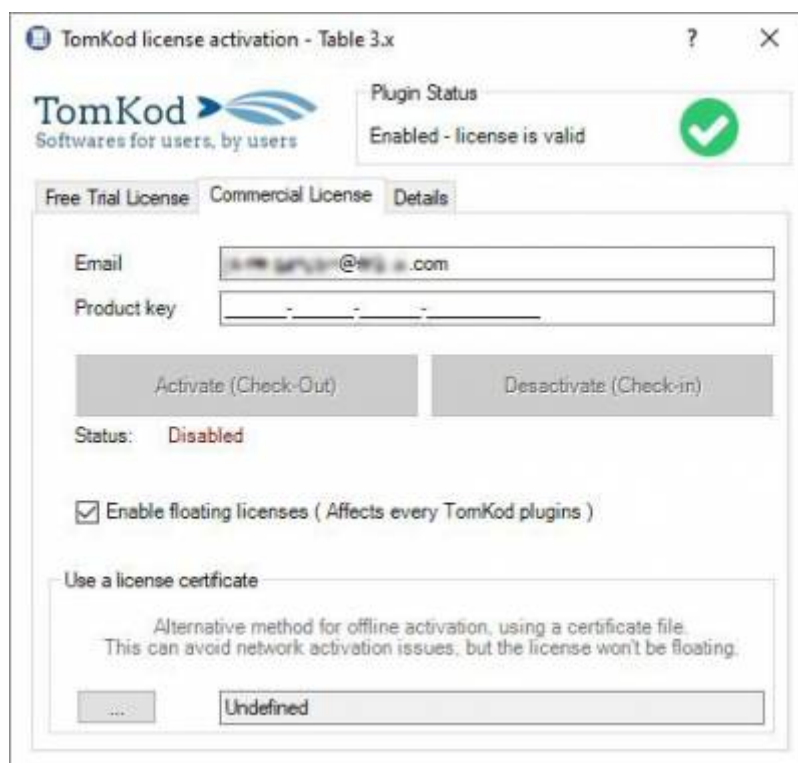 TomKod license activation - Table 3.x ?
TomKod
Softwares for users, by users
Plugin Status
Enabled - license is valid
Free Trial License Commercial License Details
Email @ .com
Product key
Activate (Check-Out) Desactivate (Check-in)
Status: Disabled
Enable floating licenses ( Affects every TomKod plugins )
Use a license certificate
Alternative method for offline activation, using a certificate file.
This can avoid network activation issues, but the license won't be floating.
... Undefined